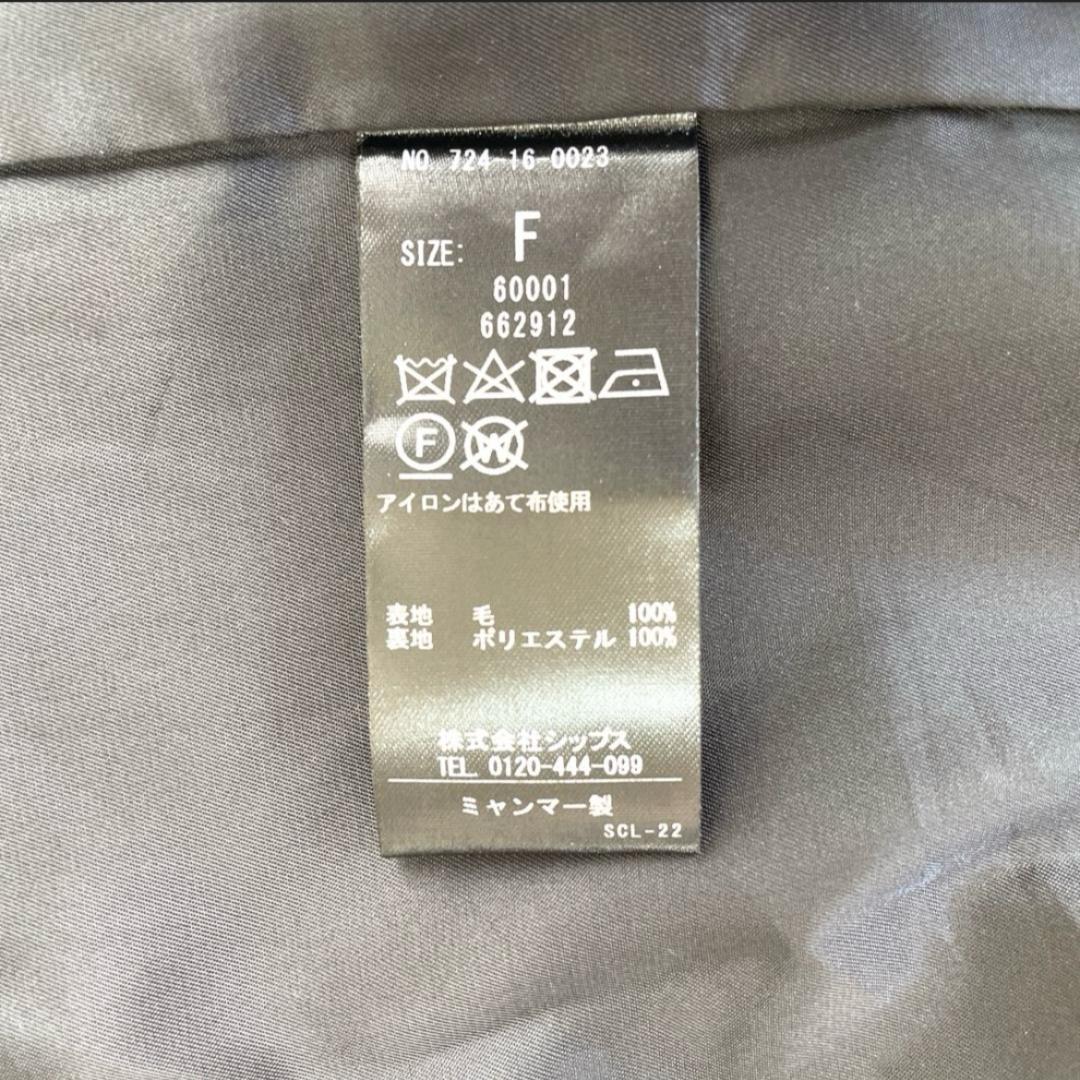 NO. 724-16-0023
SIZE: F
60001
662912
F W
アイロンはあて布使用
表地 毛 100%
裏地 ポリエステル 100%
株式会社シップス
TEL. 0120-444-099
ミャンマー製
SCL-22